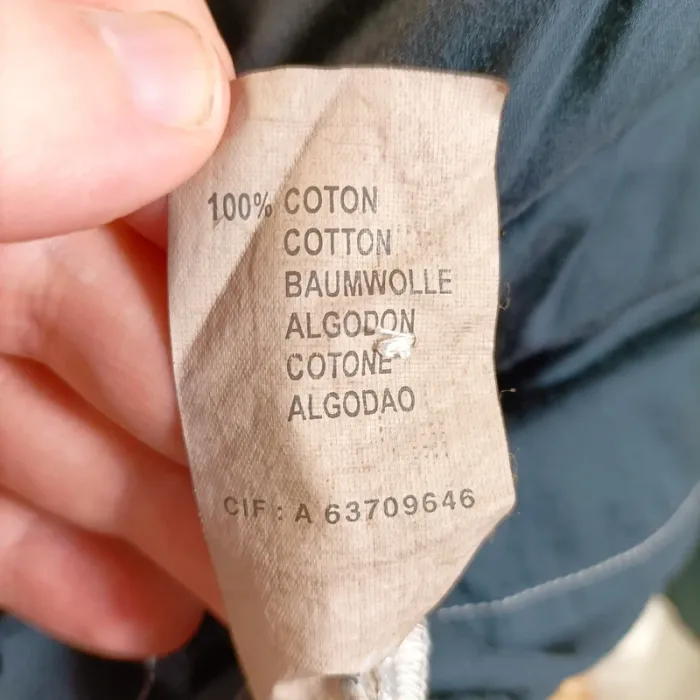 100% COTON
COTTON
BAUMWOLLE
ALGODON
COTONE
ALGODAO
CIF : A 63709646